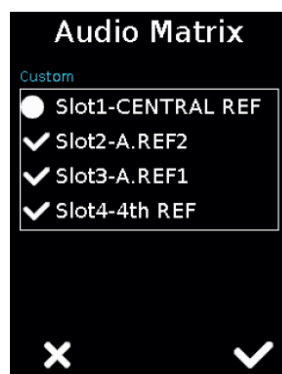 Audio Matrix
Custom
Slot1-CENTRAL REF
Slot2-A.REF2
Slot3-A.REF1
Slot4-4th REF